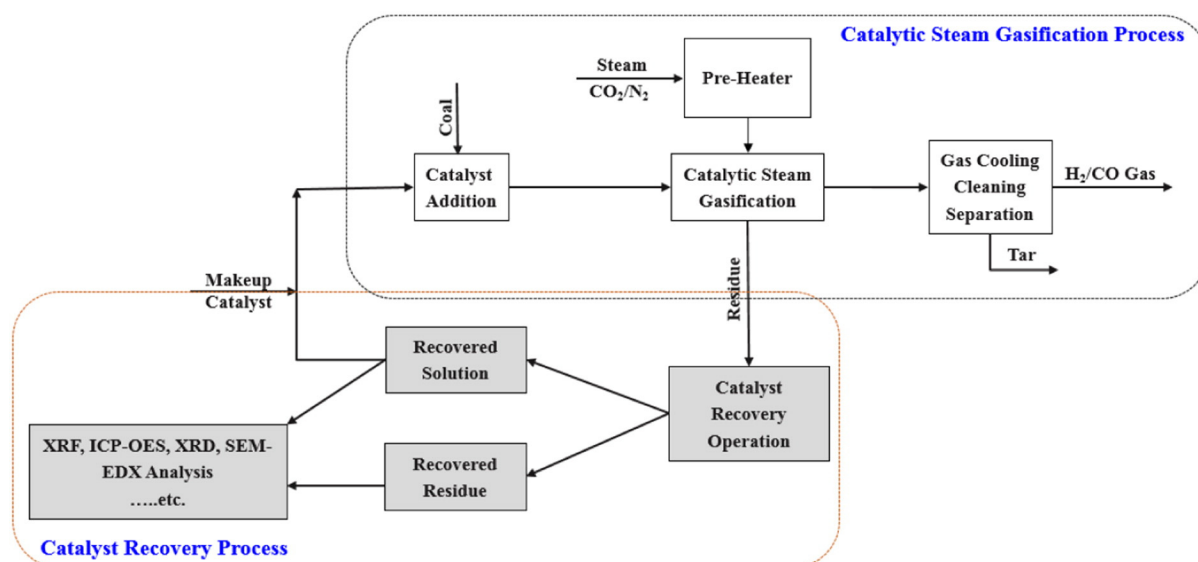 Catalytic Steam Gasification Process
Steam
CO₂/N₂
Pre-Heater
Coal
Catalyst
Addition
Catalytic Steam
Gasification
Gas Cooling
Cleaning
Separation
H₂/CO Gas
Tar
Makeup
Catalyst
Residue
Recovered
Solution
Catalyst
Recovery
Operation
XRF, ICP-OES, XRD, SEM-
EDX Analysis
…..etc.
Recovered
Residue
Catalyst Recovery Process